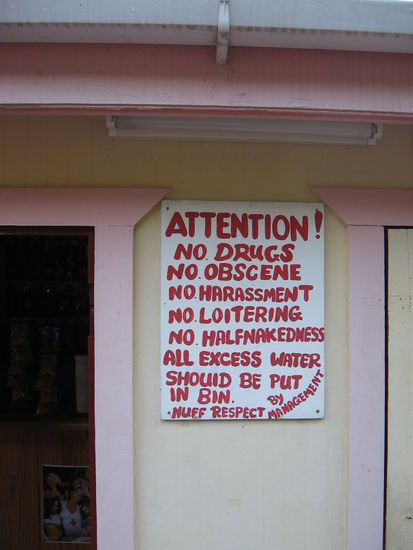 ATTENTION!
NO. DRUGS
NO. OBSCENE
NO. HARASSMENT
NO. LOITERING
NO. HALFNAKEDNESS
ALL EXCESS WATER
SHOUID BE PUT
IN BIN.
NUFF RESPECT
By
MANAGEMENT